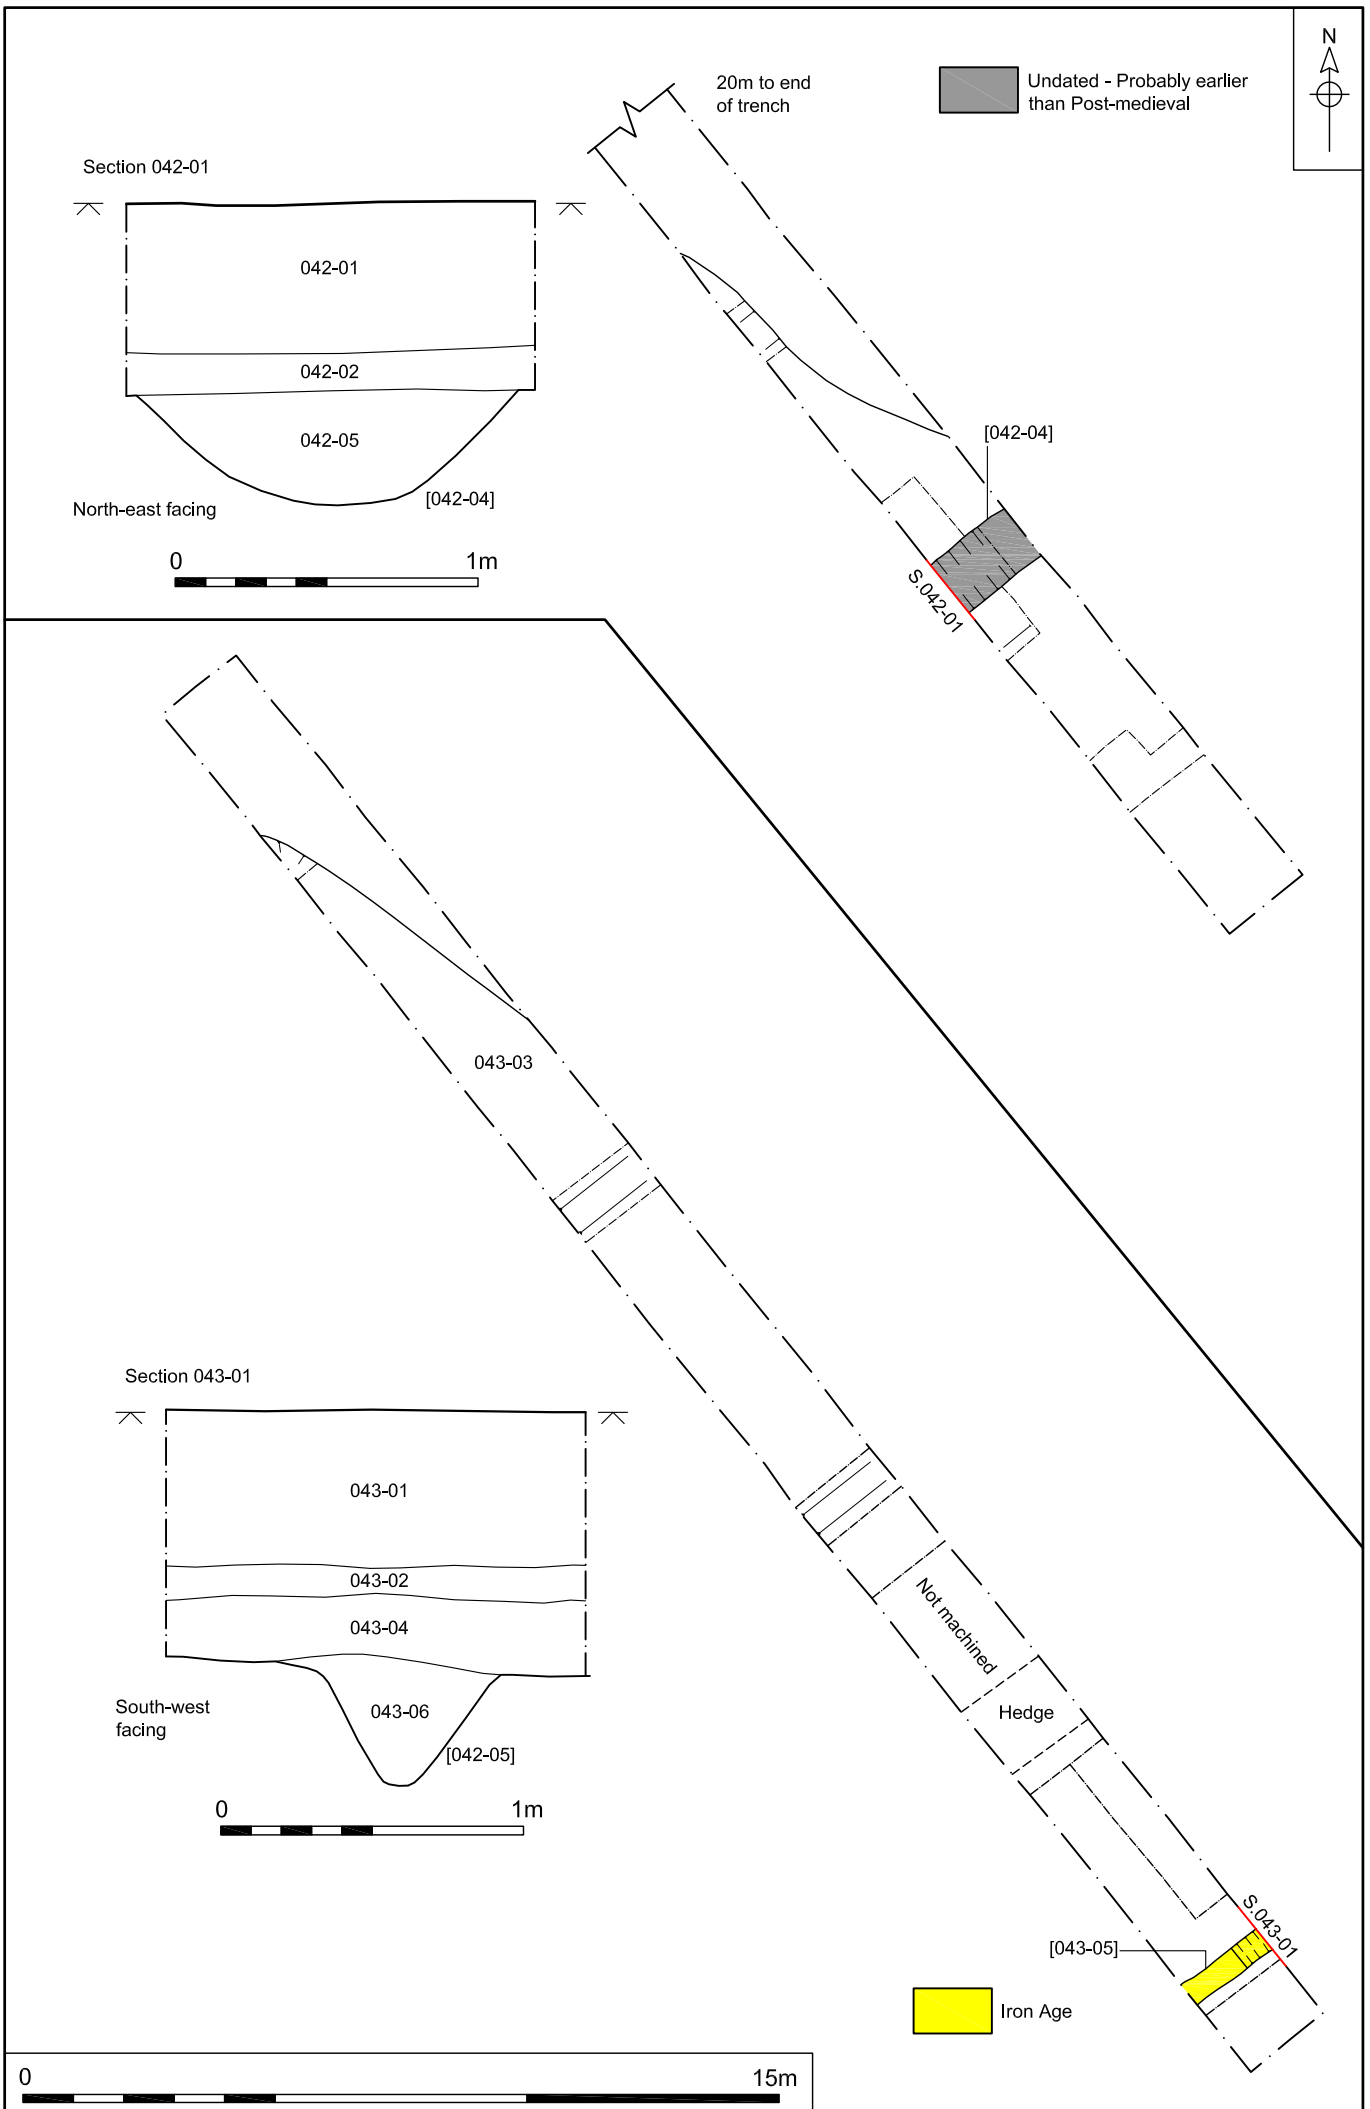 20m to end
of trench
Undated - Probably earlier
than Post-medieval
N
Section 042-01
042-01
042-02
042-05
[042-04]
North-east facing
0 1m
[042-04]
S.042-01
043-03
Section 043-01
043-01
043-02
043-04
043-06
[042-05]
South-west
facing
0 1m
Not machined
Hedge
S.043-01
[043-05]
Iron Age
0 15m